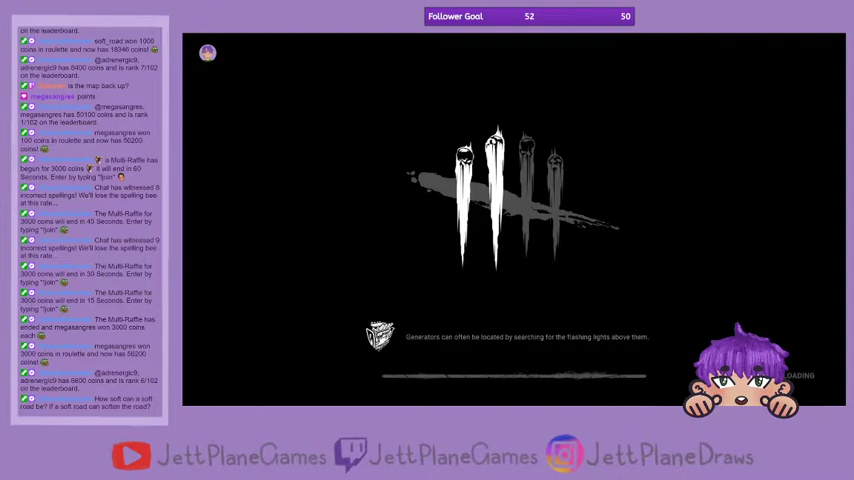 Follower Goal 52 50
on the leaderboard.
soft_road won 1000
coins in roulette and now has 18346 coins!
@adrenergic9,
adrenergic9 has 6400 coins and is rank 7/102
on the leaderboard.
is the map back up?
megasangres points
@megasangres,
megasangres has 50100 coins and is rank
1/102 on the leaderboard.
megasangres won
100 coins in roulette and now has 50200
coins!
a Multi-Raffle has
begun for 3000 coins It will end in 60
Seconds. Enter by typing "!join"
Chat has witnessed 8
incorrect spellings! We'll lose the spelling bee
at this rate...
The Multi-Raffle for
3000 coins will end in 45 Seconds. Enter by
typing "!join"
Chat has witnessed 9
incorrect spellings! We'll lose the spelling bee
at this rate...
The Multi-Raffle for
3000 coins will end in 30 Seconds. Enter by
typing "!join"
The Multi-Raffle for
3000 coins will end in 15 Seconds. Enter by
typing "!join"
The Multi-Raffle has
ended and megasangres won 3000 coins
each
megasangres won
3000 coins in roulette and now has 56200
coins!
@adrenergic9,
adrenergic9 has 6600 coins and is rank 6/102
on the leaderboard.
How soft can a soft
road be? If a soft road can soften the road?
Generators can often be located by searching for the flashing lights above them.
JettPlaneGames JettPlaneGames JettPlaneDraws